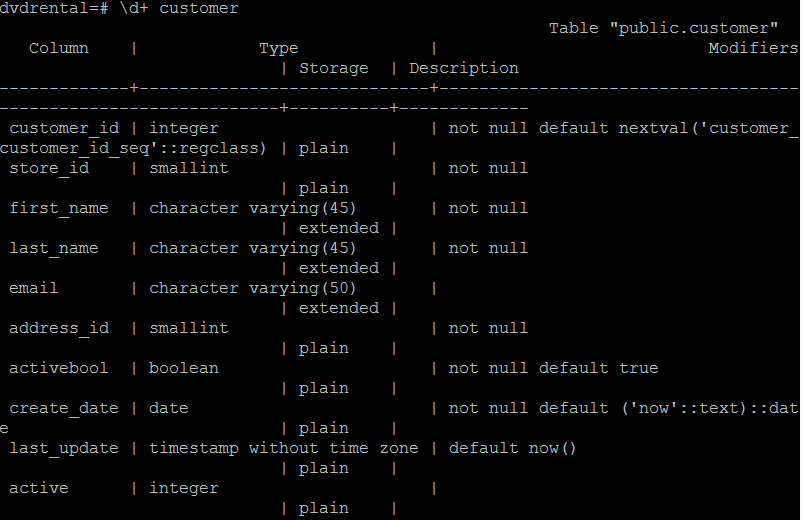 dvdrental=# \d+ customer
                                                       Table "public.customer"
   Column    |            Type             |                           Modifiers
                            | Storage  | Description
-------------+-----------------------------+------------------------------------
----------------------------+----------+-------------
 customer_id | integer                     | not null default nextval('customer_
customer_id_seq'::regclass) | plain    |
 store_id    | smallint                    | not null
                            | plain    |
 first_name  | character varying(45)       | not null
                            | extended |
 last_name   | character varying(45)       | not null
                            | extended |
 email       | character varying(50)       |
                            | extended |
 address_id  | smallint                    | not null
                            | plain    |
 activebool  | boolean                     | not null default true
                            | plain    |
 create_date | date                        | not null default ('now'::text)::dat
e                           | plain    |
 last_update | timestamp without time zone | default now()
                            | plain    |
 active      | integer                     |
                            | plain    |